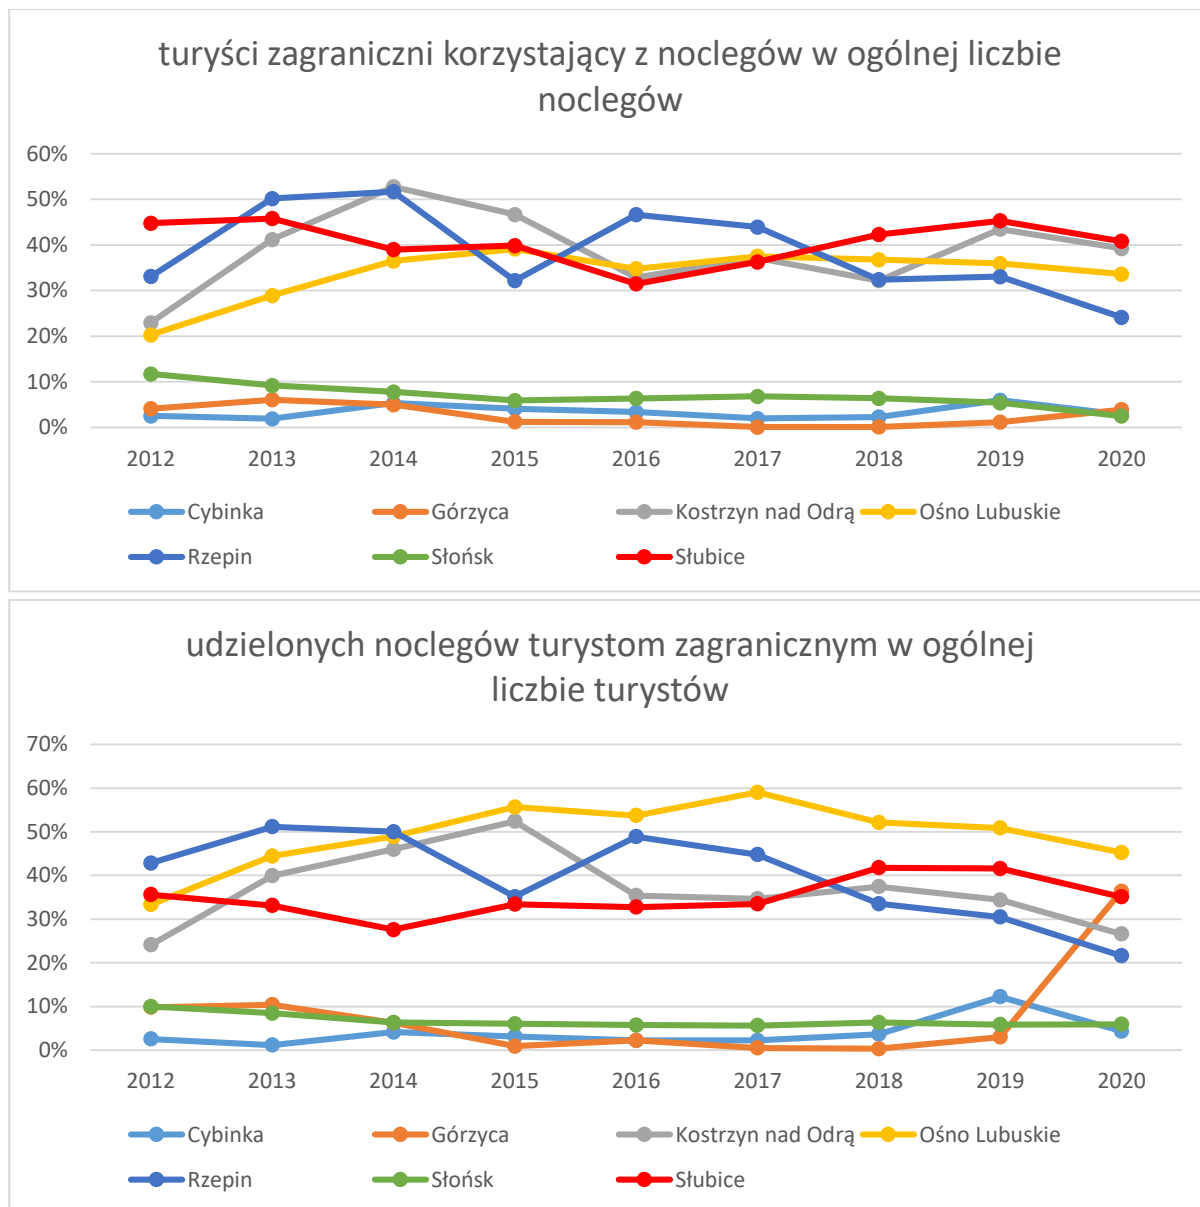 turyści zagraniczni korzystający z noclegów w ogólnej liczbie
noclegów
60%
50%
40%
30%
20%
10%
0%
2012 2013 2014 2015 2016 2017 2018 2019 2020
Cybinka Górzyca Kostrzyn nad Odrą Ośno Lubuskie
Rzepin Słońsk Słubice
udzielonych noclegów turystom zagranicznym w ogólnej
liczbie turystów
70%
60%
50%
40%
30%
20%
10%
0%
2012 2013 2014 2015 2016 2017 2018 2019 2020
Cybinka Górzyca Kostrzyn nad Odrą Ośno Lubuskie
Rzepin Słońsk Słubice